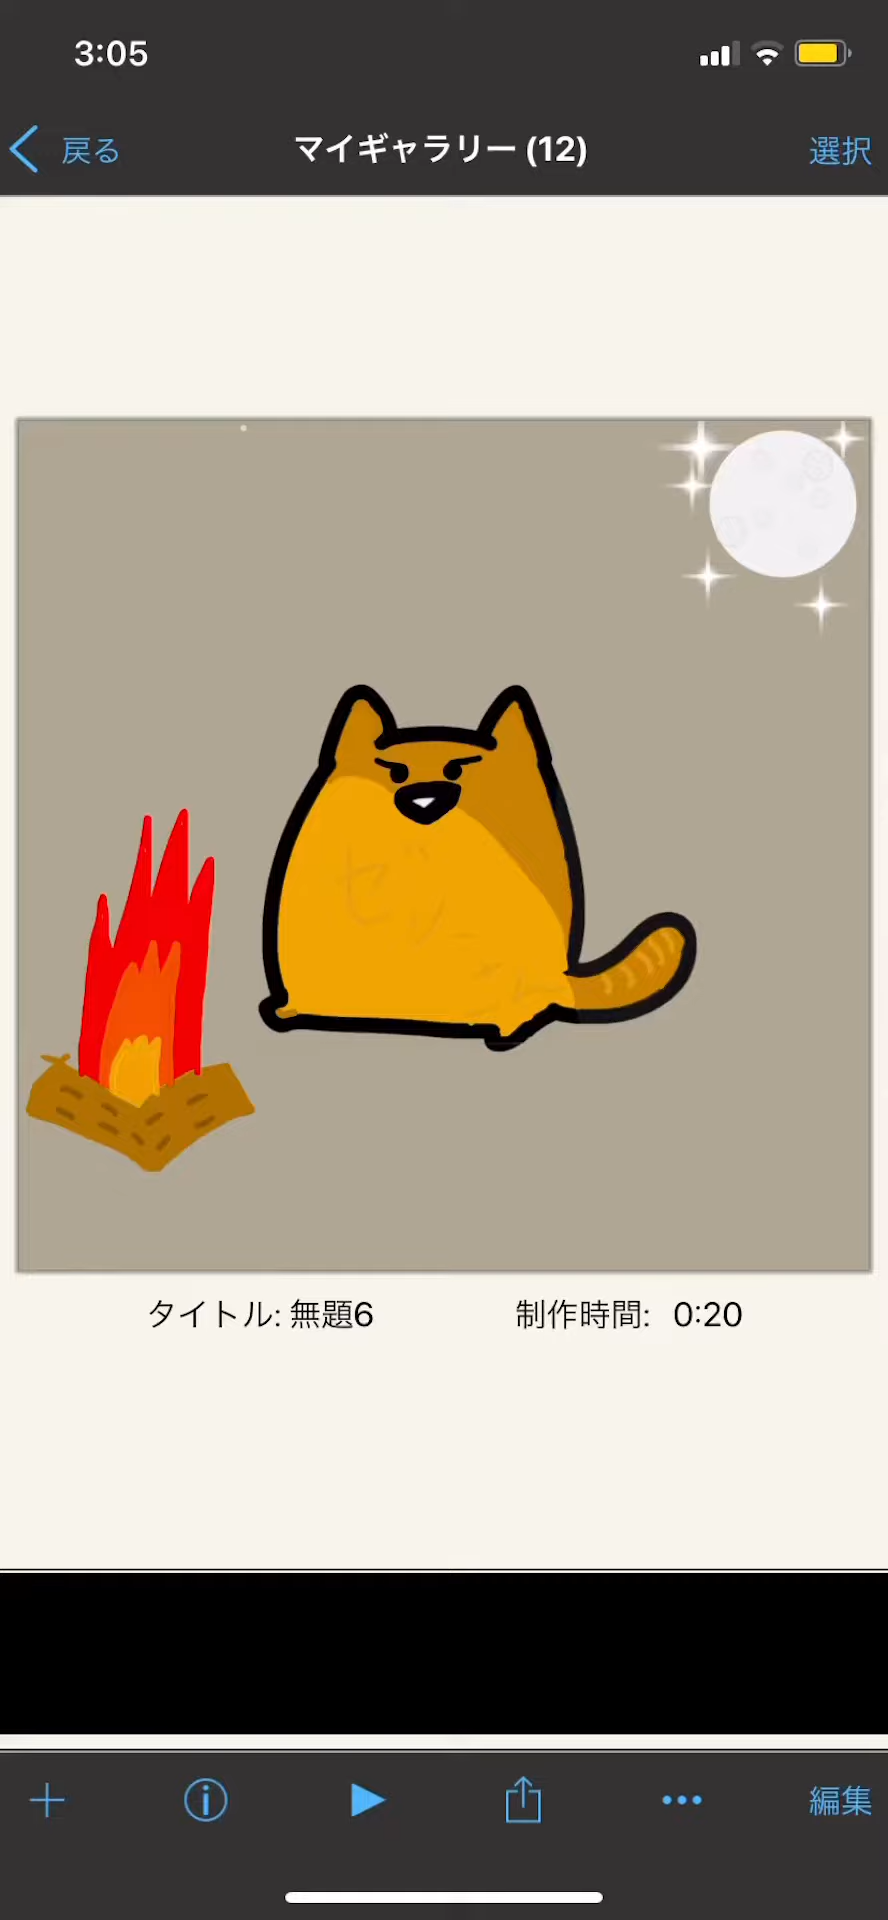 3:05
戻る
マイギャラリー (12)
選択
タイトル: 無題6
制作時間: 0:20
編集